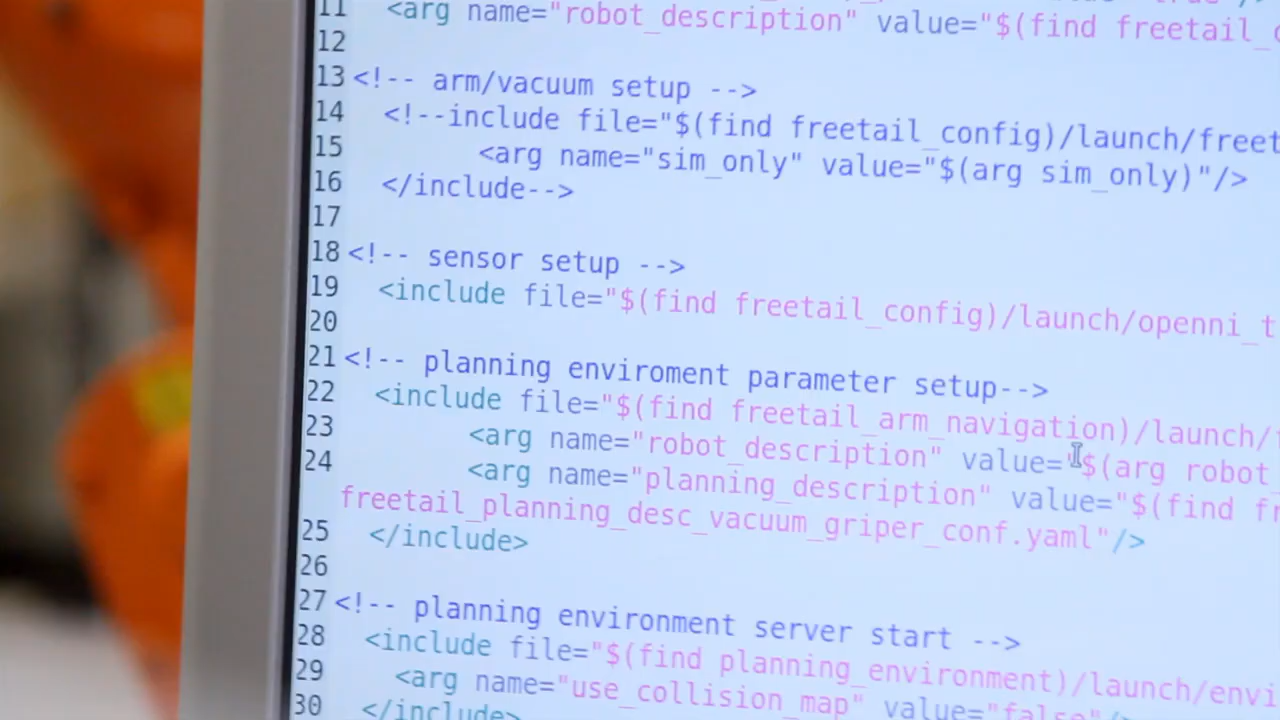 11 <arg name="robot_description" value="$(find freetail_
12
13 <!-- arm/vacuum setup -->
14 <!--include file="$(find freetail_config)/launch/freet
15 <arg name="sim_only" value="$(arg sim_only)"/>
16 </include-->
17
18 <!-- sensor setup -->
19 <include file="$(find freetail_config)/launch/openni_t
20
21 <!-- planning enviroment parameter setup-->
22 <include file="$(find freetail_arm_navigation)/launch/
23 <arg name="robot_description" value="$(arg robot_
24 <arg name="planning_description" value="$(find fr
freetail_planning_desc_vacuum_griper_conf.yaml"/>
25 </include>
26
27 <!-- planning environment server start -->
28 <include file="$(find planning_environment)/launch/envi
29 <arg name="use_collision_map" value="false"/>
30 </include>